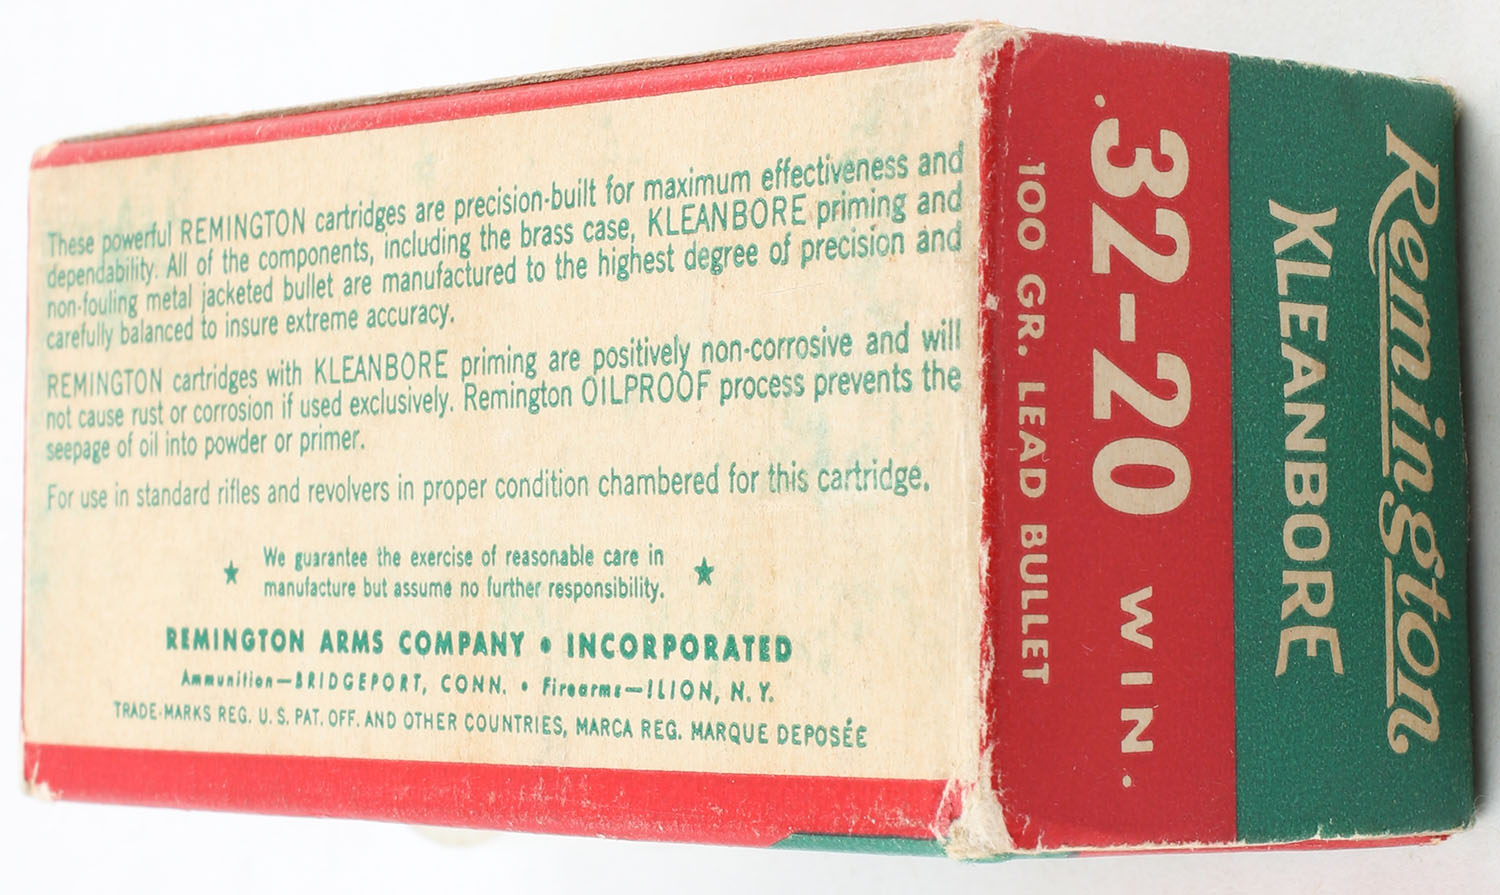 These powerful REMINGTON cartridges are precision-built for maximum effectiveness and
dependability. All of the components, including the brass case, KLEANBORE priming and
non-fouling metal jacketed bullet are manufactured to the highest degree of precision and
carefully balanced to insure extreme accuracy.
REMINGTON cartridges with KLEANBORE priming are positively non-corrosive and will
not cause rust or corrosion if used exclusively. Remington OILPROOF process prevents the
seepage of oil into powder or primer.
For use in standard rifles and revolvers in proper condition chambered for this cartridge.
★ We guarantee the exercise of reasonable care in ★
manufacture but assume no further responsibility.
REMINGTON ARMS COMPANY • INCORPORATED
Ammunition—BRIDGEPORT, CONN. • Firearms—ILION, N.Y.
TRADE-MARKS REG. U.S. PAT. OFF. AND OTHER COUNTRIES, MARCA REG. MARQUE DEPOSÉE
Remington
KLEANBORE
.32-20 WIN.
100 GR. LEAD BULLET